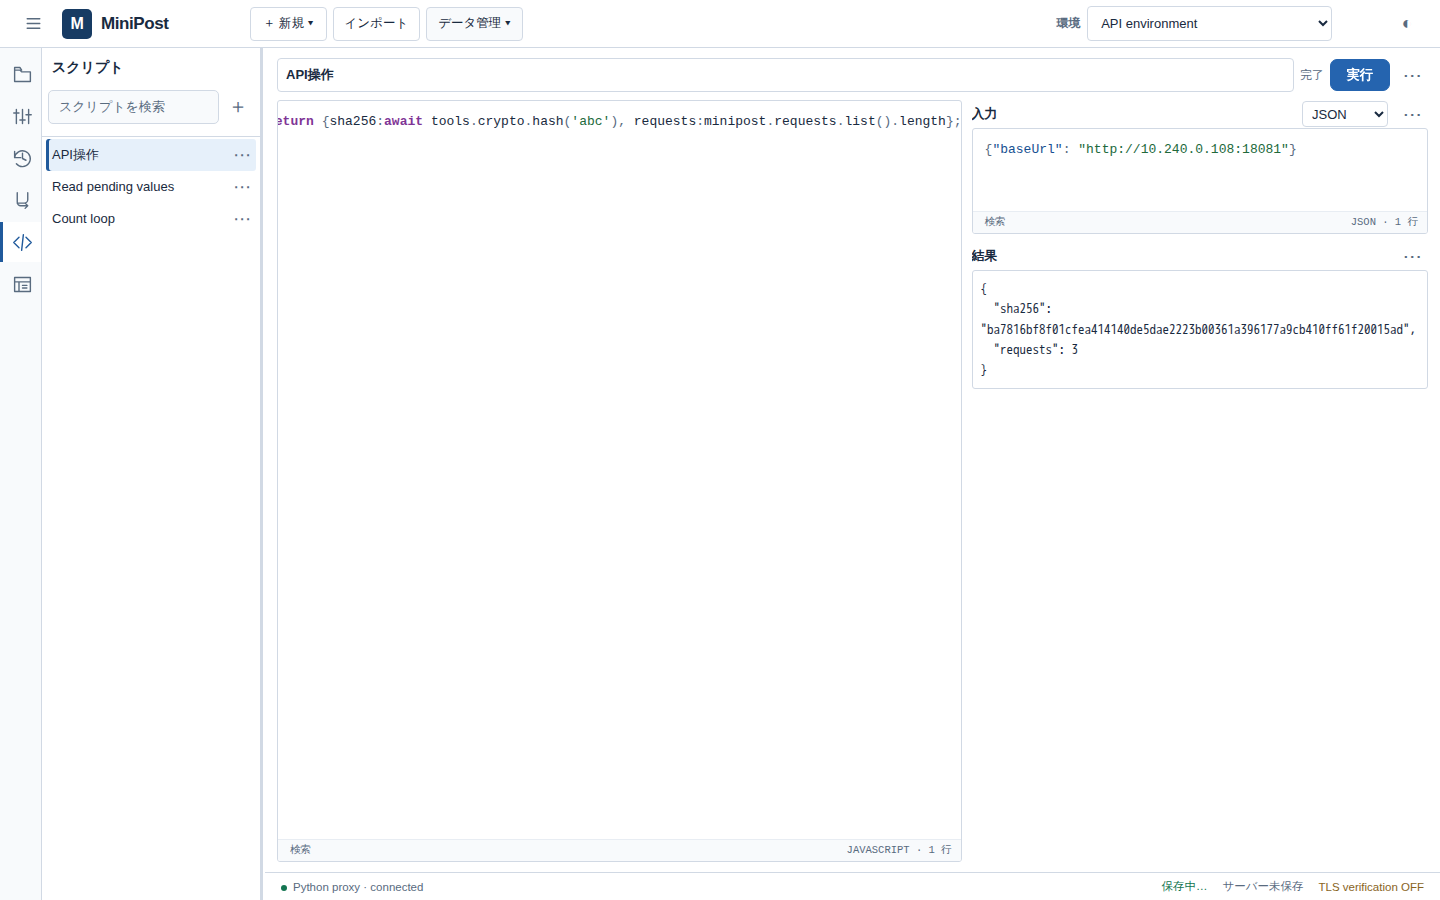 M MiniPost
＋ 新規 ▾
インポート
データ管理 ▾
環境
API environment
スクリプト
スクリプトを検索
+
API操作 ···
Read pending values ···
Count loop ···
API操作
完了
実行
···
eturn {sha256:await tools.crypto.hash('abc'), requests:minipost.requests.list().length};
検索
JAVASCRIPT · 1 行
入力
JSON
···
{"baseUrl": "http://10.240.0.108:18081"}
検索
JSON · 1 行
結果
···
{
"sha256":
"ba7816bf8f01cfea414140de5dae2223b00361a396177a9cb410ff61f20015ad",
"requests": 3
}
Python proxy · connected
保存中…
サーバー未保存
TLS verification OFF